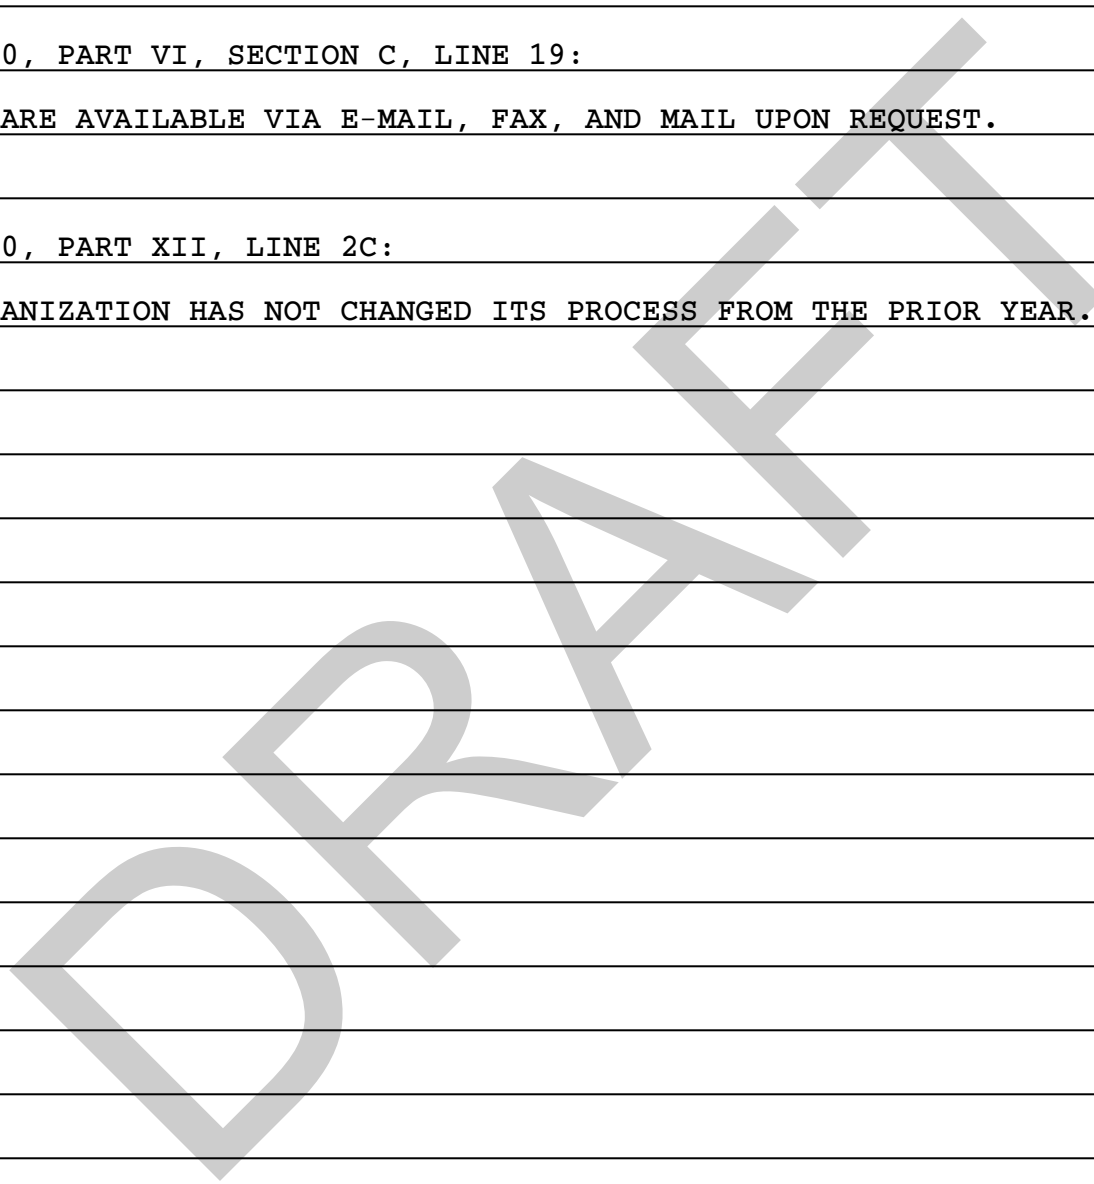 0, PART VI, SECTION C, LINE 19:
ARE AVAILABLE VIA E-MAIL, FAX, AND MAIL UPON REQUEST.
0, PART XII, LINE 2C:
ANIZATION HAS NOT CHANGED ITS PROCESS FROM THE PRIOR YEAR.
DRAFT